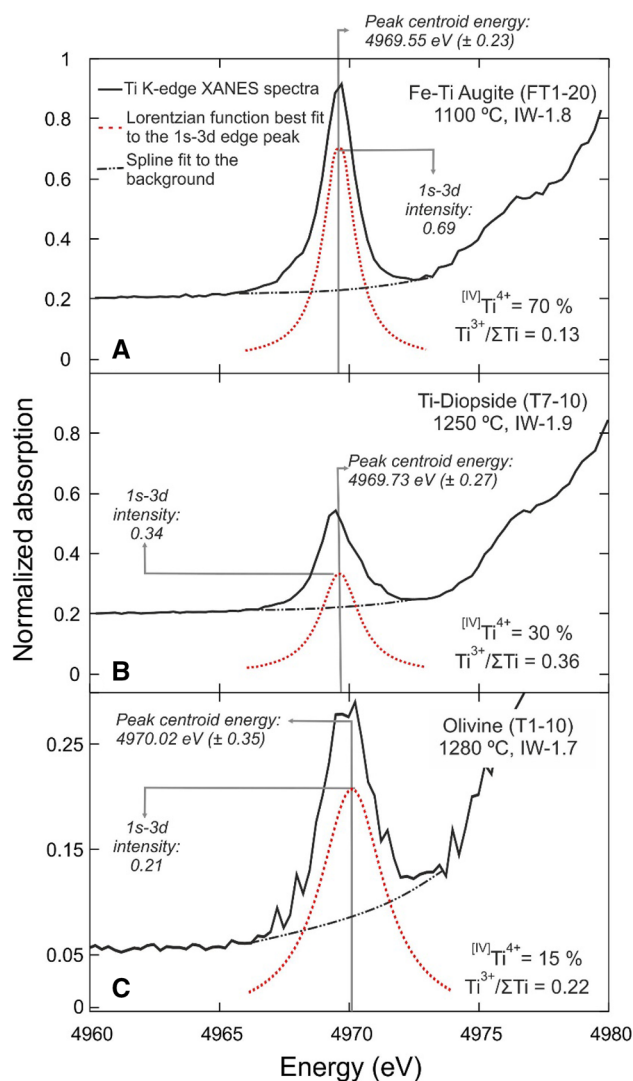 Peak centroid energy:
4969.55 eV (± 0.23)
1
Ti K-edge XANES spectra
Lorentzian function best fit
to the 1s-3d edge peak
Spline fit to the
background
Fe-Ti Augite (FT1-20)
1100 ºC, IW-1.8
0.8
0.6
0.4
0.2
0
1s-3d
intensity:
0.69
[IV]Ti4+= 70 %
Ti3+/ΣTi = 0.13
A
Ti-Diopside (T7-10)
1250 ºC, IW-1.9
Peak centroid energy:
4969.73 eV (± 0.27)
1s-3d
intensity:
0.34
0.8
0.6
0.4
0.2
0
[IV]Ti4+= 30 %
Ti3+/ΣTi = 0.36
B
Normalized absorption
Peak centroid energy:
4970.02 eV (± 0.35)
Olivine (T1-10)
1280 ºC, IW-1.7
1s-3d
intensity:
0.21
0.25
0.15
0.05
0
[IV]Ti4+= 15 %
Ti3+/ΣTi = 0.22
C
4960 4965 4970 4975 4980
Energy (eV)